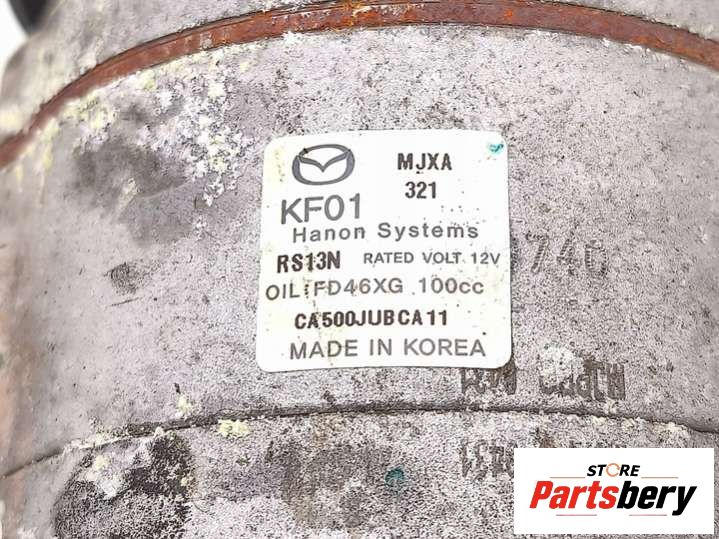 MJXA
321
KF01
Hanon Systems
RS13N RATED VOLT 12V
OIL:FD46XG 100cc
CA500JUBCA11
MADE IN KOREA
STORE
Partsbery